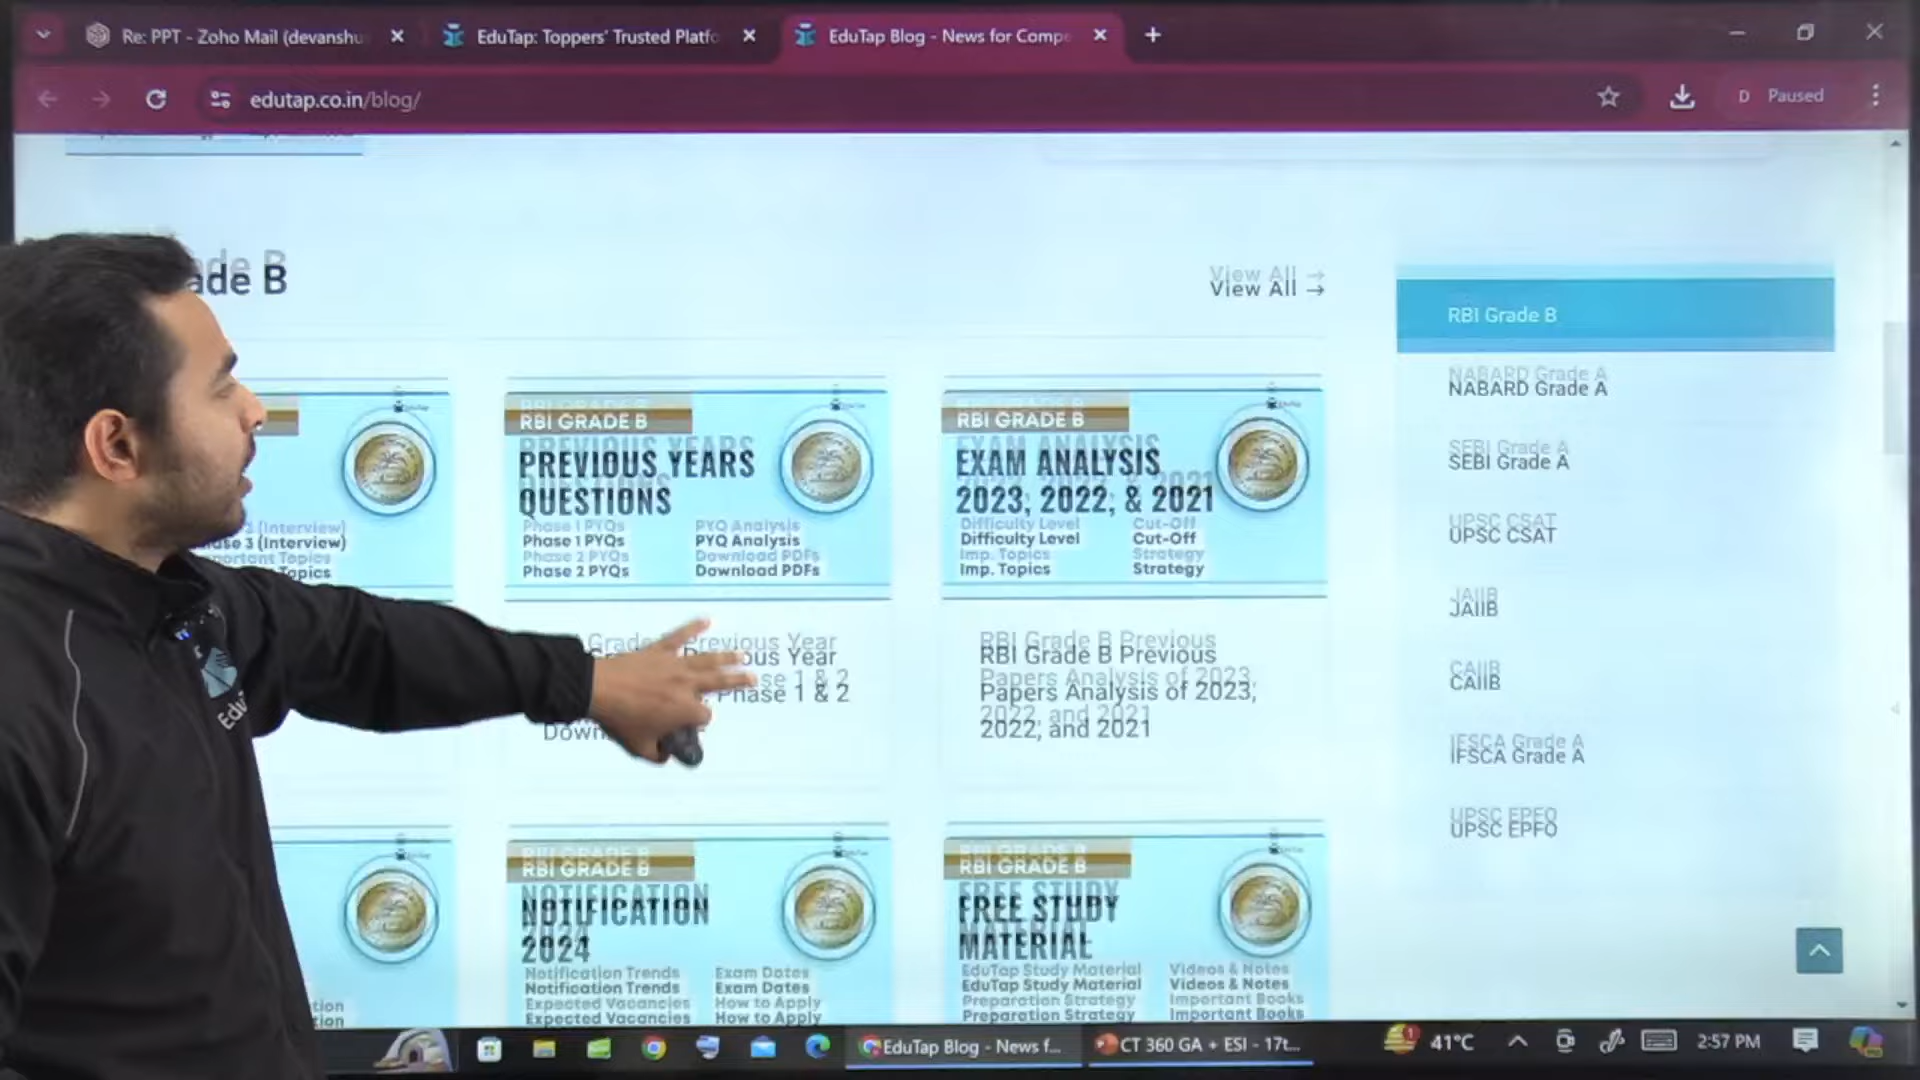 Re: PPT - Zoho Mail (devanshu
EduTap: Toppers' Trusted Platfo
EduTap Blog - News for Compe
edutap.co.in/blog/
D Paused
ade B
View All →
RBI Grade B
NABARD Grade A
SEBI Grade A
UPSC CSAT
JAIIB
CAIIB
IFSCA Grade A
UPSC EPFO
3 (Interview)
Topics
RBI GRADE B
PREVIOUS YEARS
QUESTIONS
Phase 1 PYQs
PYQ Analysis
Phase 2 PYQs
Download PDFs
RBI GRADE B
EXAM ANALYSIS
2023, 2022, & 2021
Difficulty Level
Cut-Off
Imp. Topics
Strategy
Previous Year
Phase 1 & 2
Down
RBI Grade B Previous
Papers Analysis of 2023,
2022, and 2021
Edu
tion
RBI GRADE B
NOTIFICATION
2024
Notification Trends
Exam Dates
Expected Vacancies
How to Apply
RBI GRADE B
FREE STUDY
MATERIAL
EduTap Study Material
Videos & Notes
Preparation Strategy
Important Books
EduTap Blog - News f...
CT 360 GA + ESI - 17t...
1
41°C
2:57 PM